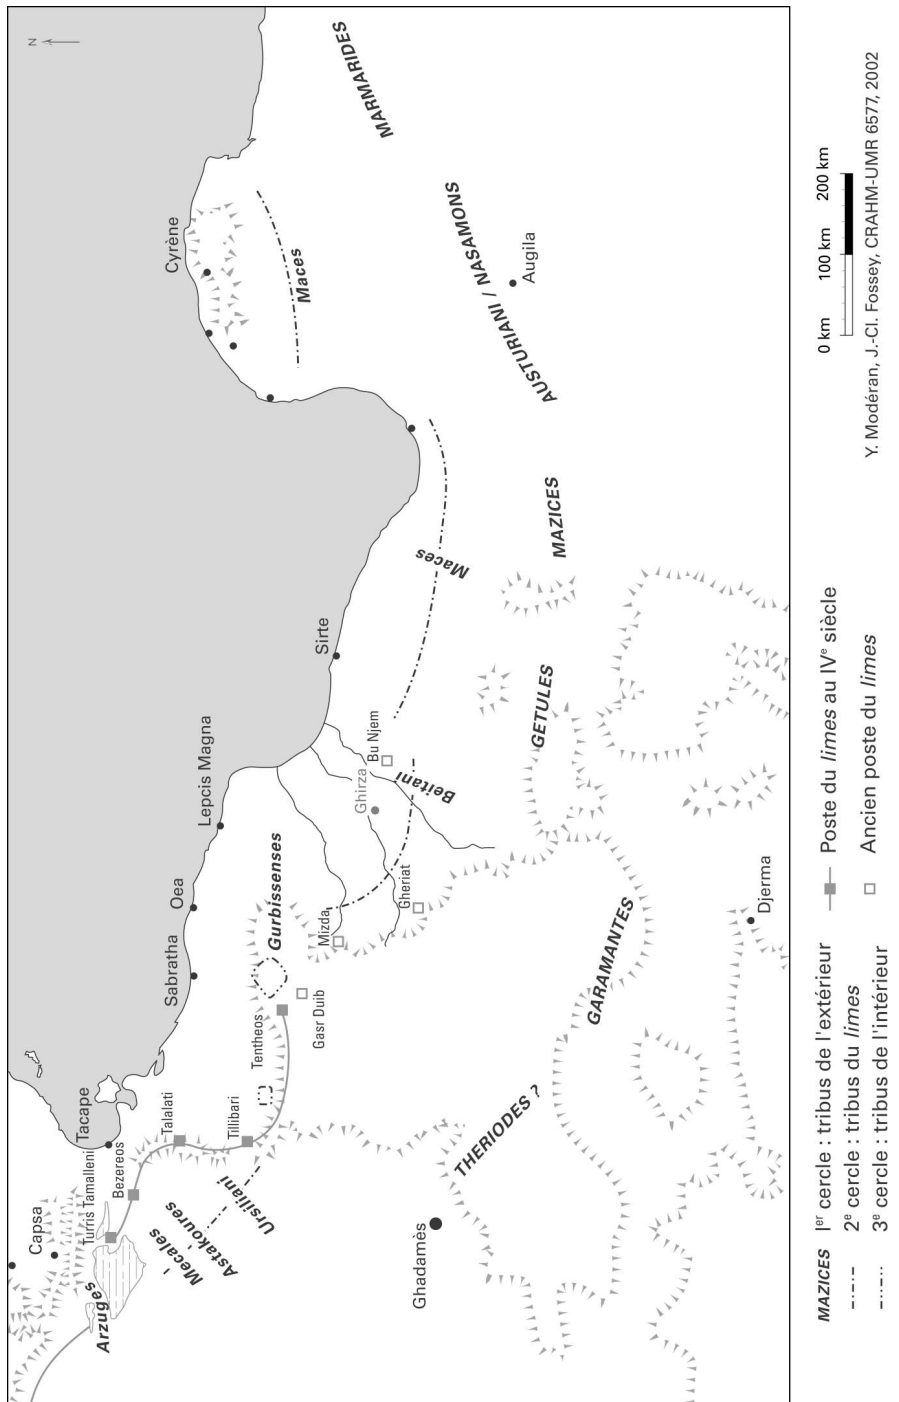 N
MARMARIDES
Cyrène
Maces
AUSTURIANI / NASAMONS
Augila
MAZICES
Maces
Sirte
GETULES
Lepcis Magna
Bu Njem
Ghirza
Beitani
Oea
Gurbissenses
Mizda
Gheriat
Sabratha
Tentheos
Gasr Duib
GARAMANTES
Djerma
Tacape
Talalati
Tillibari
THERIODES ?
Turris Tamalleni
Bezereos
Ursiliani
Astakoures
Mecales
Capsa
Arzuges
Ghadamès
0 km 100 km 200 km
Y. Modéran, J.-Cl. Fossey, CRAHM-UMR 6577, 2002
MAZICES Ier cercle : tribus de l'extérieur
2e cercle : tribus du limes
3e cercle : tribus de l'intérieur
Poste du limes au IVe siècle
Ancien poste du limes